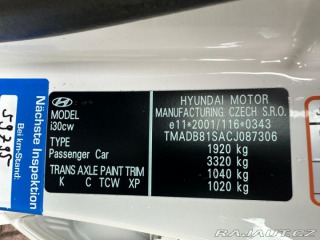 Nächste Inspektion
Bei km-Stand:
MODEL
i30cw
TYPE
Passenger Car
TRANS AXLE PAINT TRIM
K C TCW XP
HYUNDAI MOTOR
MANUFACTURING CZECH S.R.O.
e11*2001/116*0343
TMADB81SACJ087306
1920 kg
3320 kg
1040 kg
1020 kg
RAJAUT.CZ